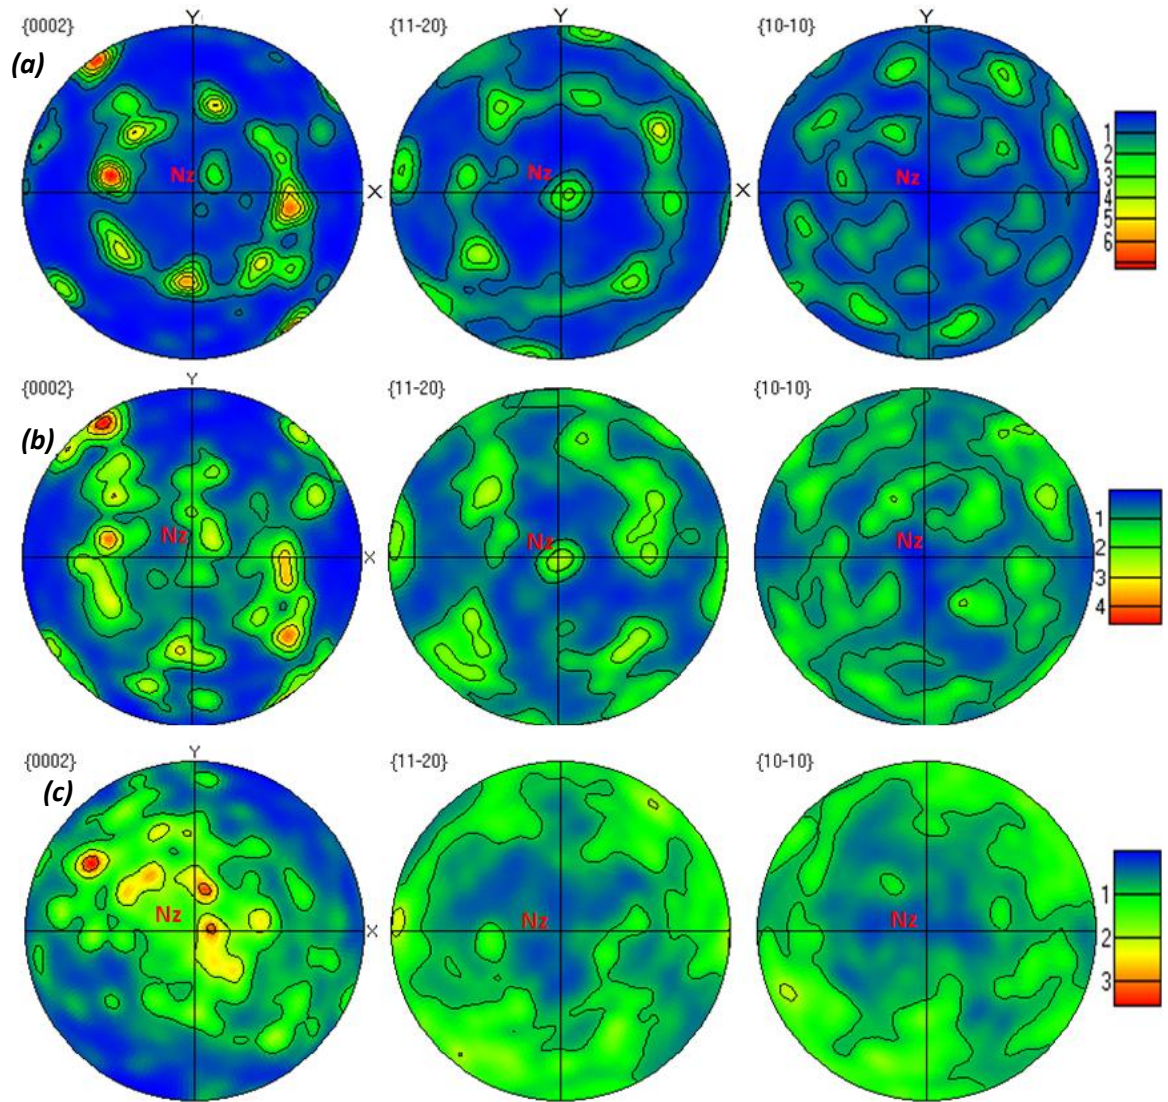 {0002} Y {11-20} Y {10-10} Y
(a)
Nz X Nz X Nz
1
2
3
4
5
6
{0002} Y {11-20} {10-10}
(b)
Nz X Nz Nz
1
2
3
4
{0002} Y {11-20} {10-10}
(c)
Nz X Nz Nz
1
2
3